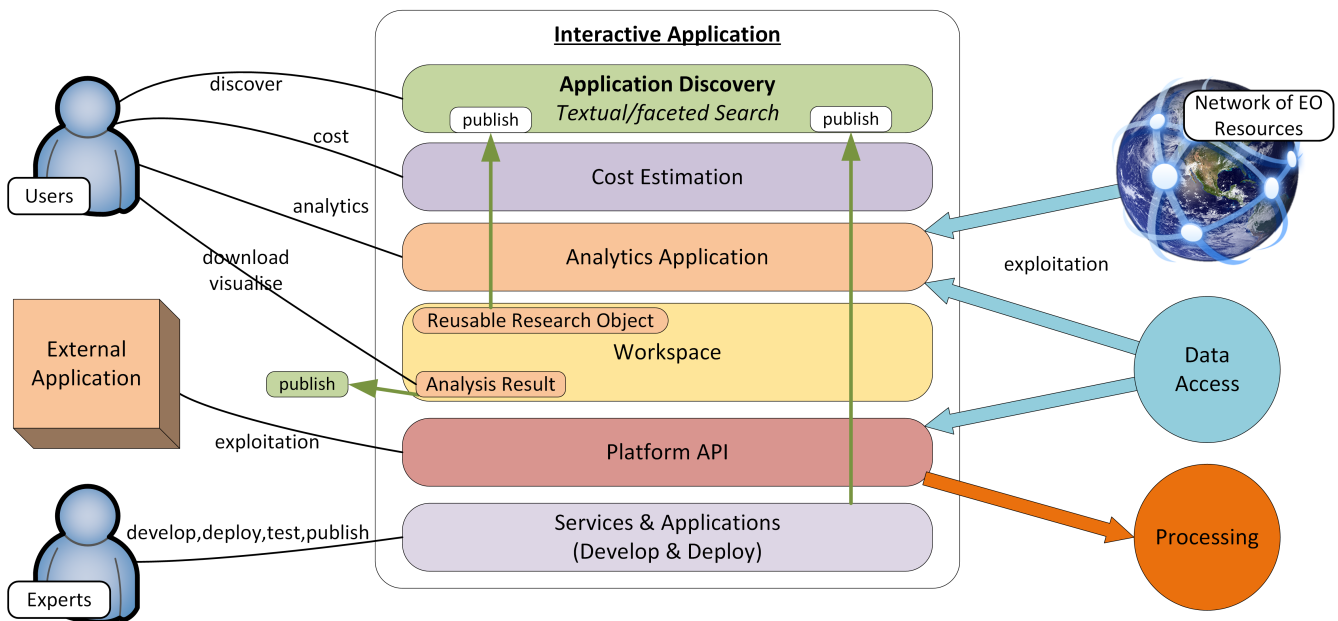 Interactive Application
Application Discovery
Textual/faceted Search
publish
publish
discover
cost
Cost Estimation
Network of EO
Resources
Users
analytics
Analytics Application
exploitation
download
visualise
Reusable Research Object
Workspace
External
Application
publish
Analysis Result
Data
Access
exploitation
Platform API
develop,deploy,test,publish
Services & Applications
(Develop & Deploy)
Processing
Experts